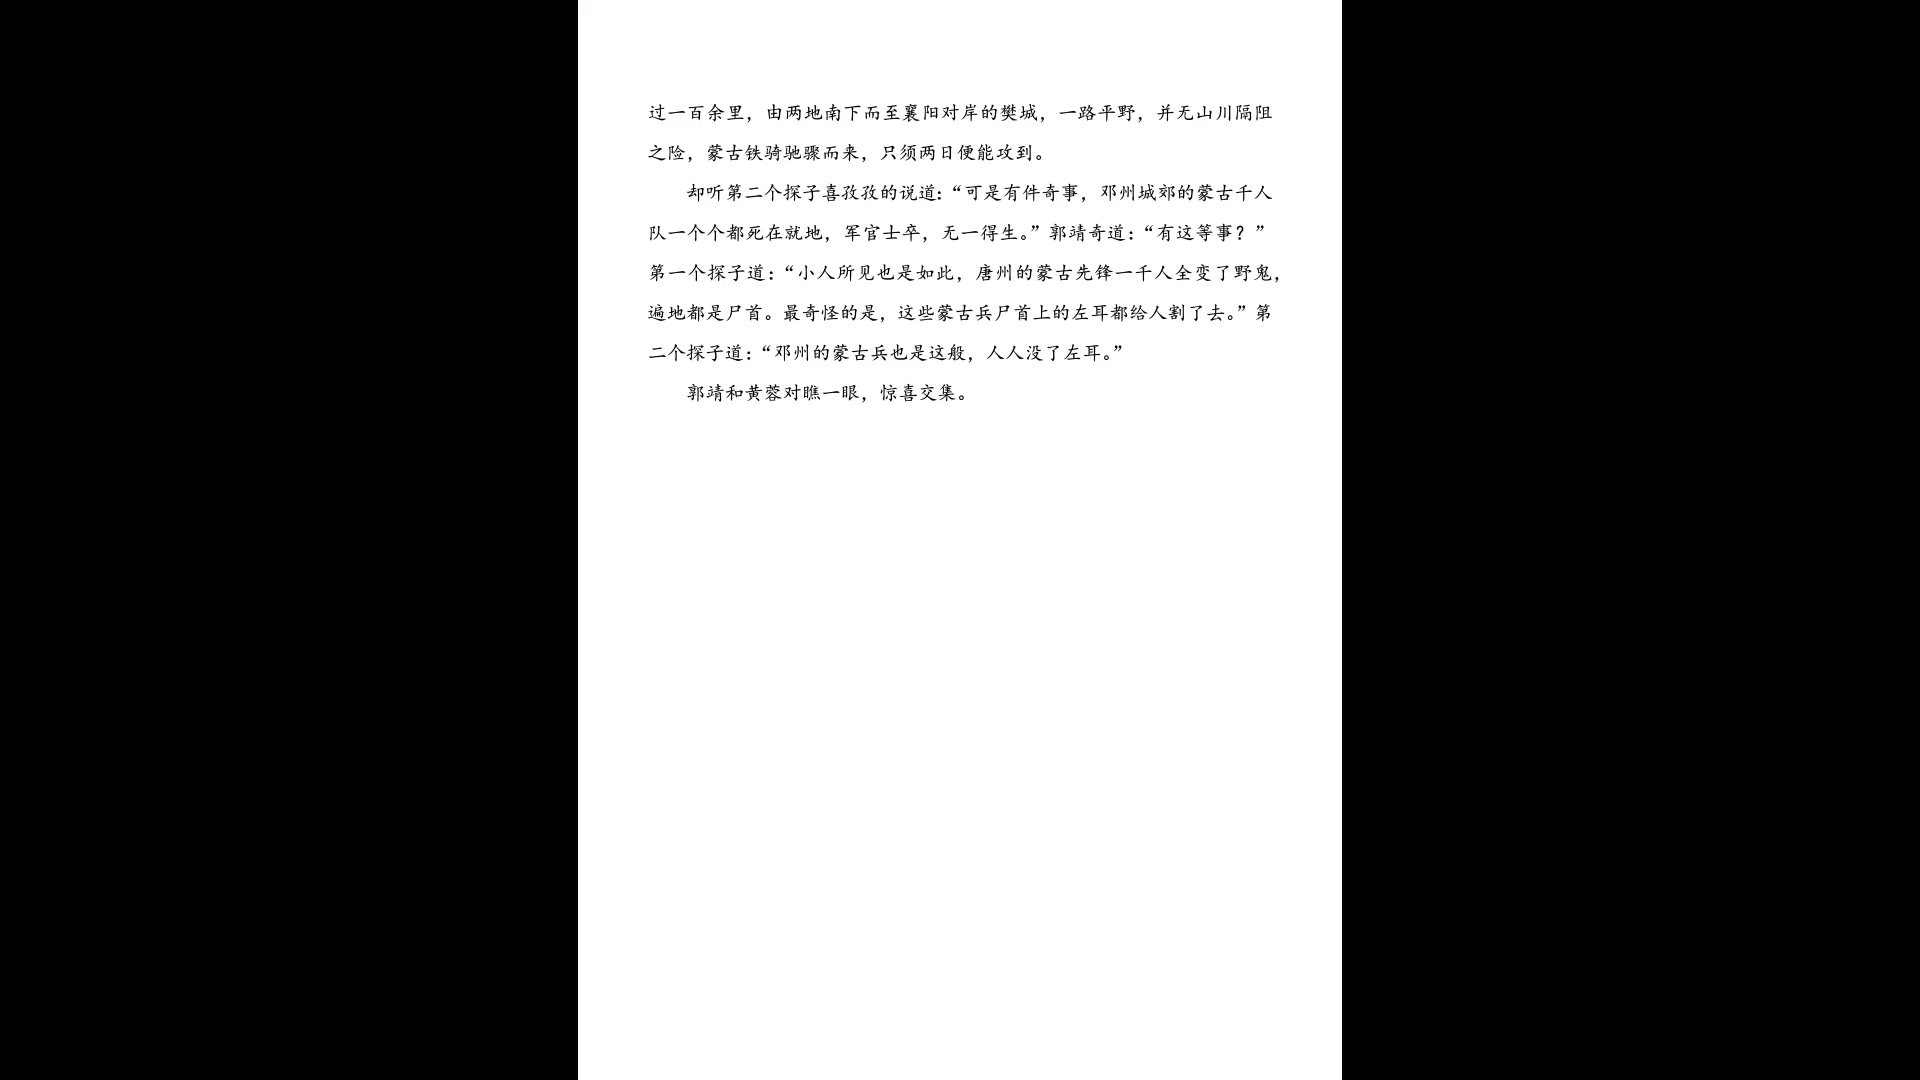 过一百余里，由两地南下而至襄阳对岸的樊城，一路平野，并无山川隔阻
之险，蒙古铁骑驰骤而来，只须两日便能攻到。
却听第二个探子喜孜孜的说道：“可是有件奇事，邓州城郊的蒙古千人
队一个个都死在就地，军官士卒，无一得生。”郭靖奇道：“有这等事？”
第一个探子道：“小人所见也是如此，唐州的蒙古先锋一千人全变了野鬼，
遍地都是尸首。最奇怪的是，这些蒙古兵尸首上的左耳都给人割了去。”第
二个探子道：“邓州的蒙古兵也是这般，人人没了左耳。”
郭靖和黄蓉对瞧一眼，惊喜交集。